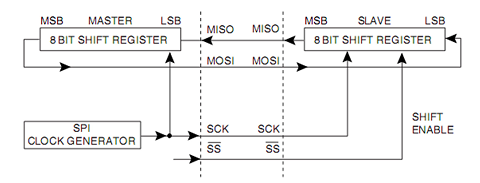 MSB MASTER LSB
8 BIT SHIFT REGISTER
MISO MISO
MSB SLAVE LSB
8 BIT SHIFT REGISTER
MOSI MOSI
SPI
CLOCK GENERATOR
SCK SCK
SS SS
SHIFT
ENABLE